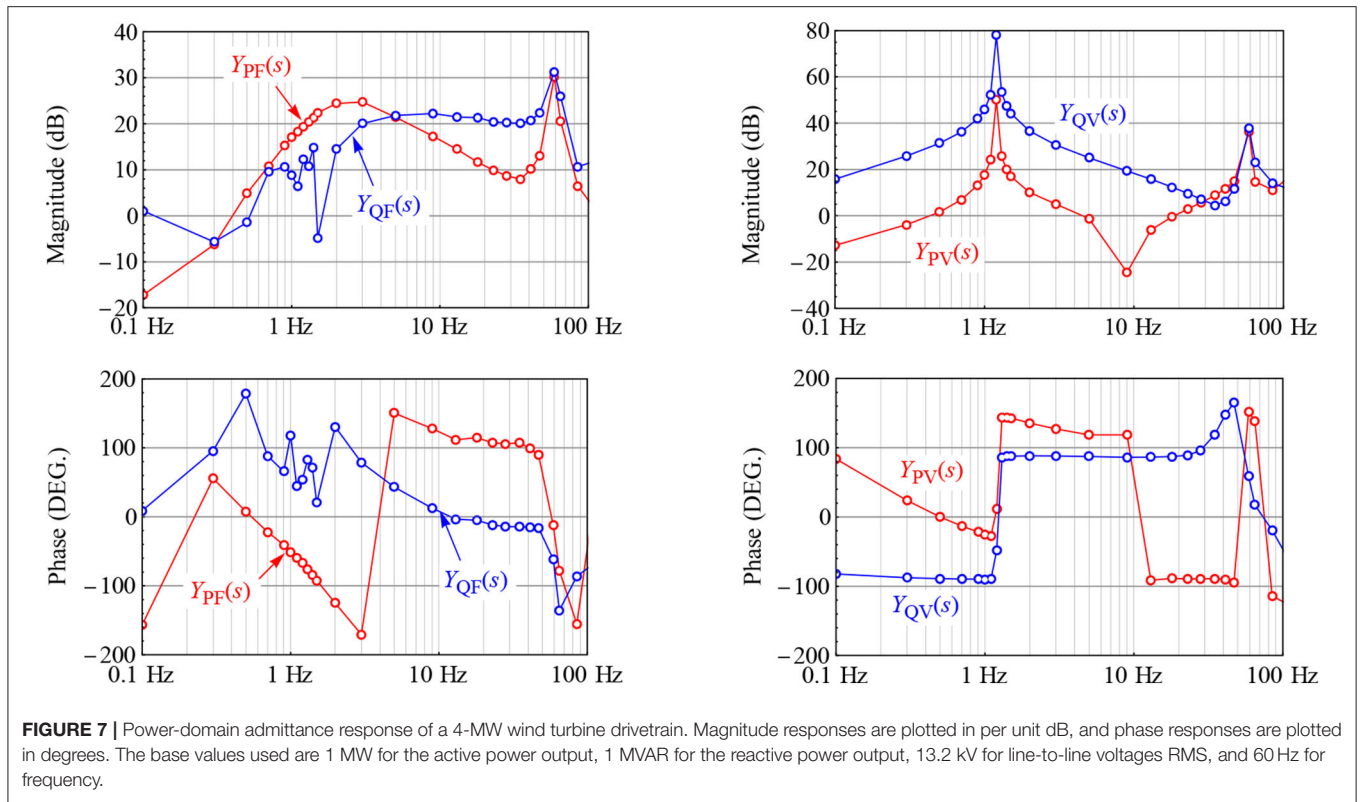 40
30
20
10
0
−10
−20
Magnitude (dB)
Y_PF(s)
Y_QF(s)
0.1 Hz 1 Hz 10 Hz 100 Hz
80
60
40
20
0
−20
40
Magnitude (dB)
Y_QV(s)
Y_PV(s)
0.1 Hz 1 Hz 10 Hz 100 Hz
200
100
0
−100
−200
Phase (DEG.)
Y_PF(s)
Y_QF(s)
0.1 Hz 1 Hz 10 Hz 100 Hz
200
100
0
−100
−200
Phase (DEG.)
Y_PV(s)
Y_QV(s)
0.1 Hz 1 Hz 10 Hz 100 Hz
FIGURE 7 | Power-domain admittance response of a 4-MW wind turbine drivetrain. Magnitude responses are plotted in per unit dB, and phase responses are plotted
in degrees. The base values used are 1 MW for the active power output, 1 MVAR for the reactive power output, 13.2 kV for line-to-line voltages RMS, and 60 Hz for
frequency.